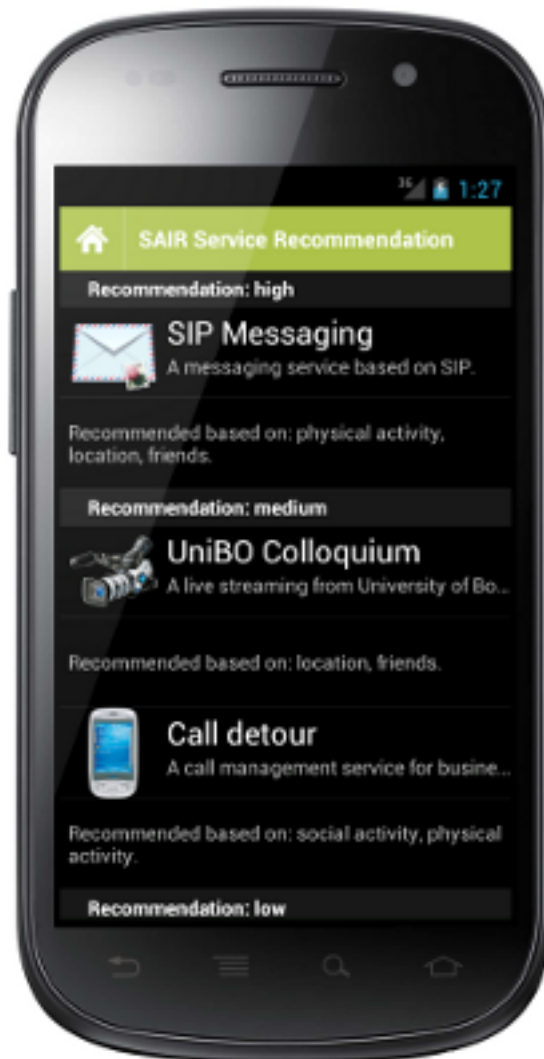 3G 1:27
SAIR Service Recommendation
Recommendation: high
SIP Messaging
A messaging service based on SIP.
Recommended based on: physical activity,
location, friends.
Recommendation: medium
UniBO Colloquium
A live streaming from University of Bo...
Recommended based on: location, friends.
Call detour
A call management service for busine...
Recommended based on: social activity, physical
activity.
Recommendation: low